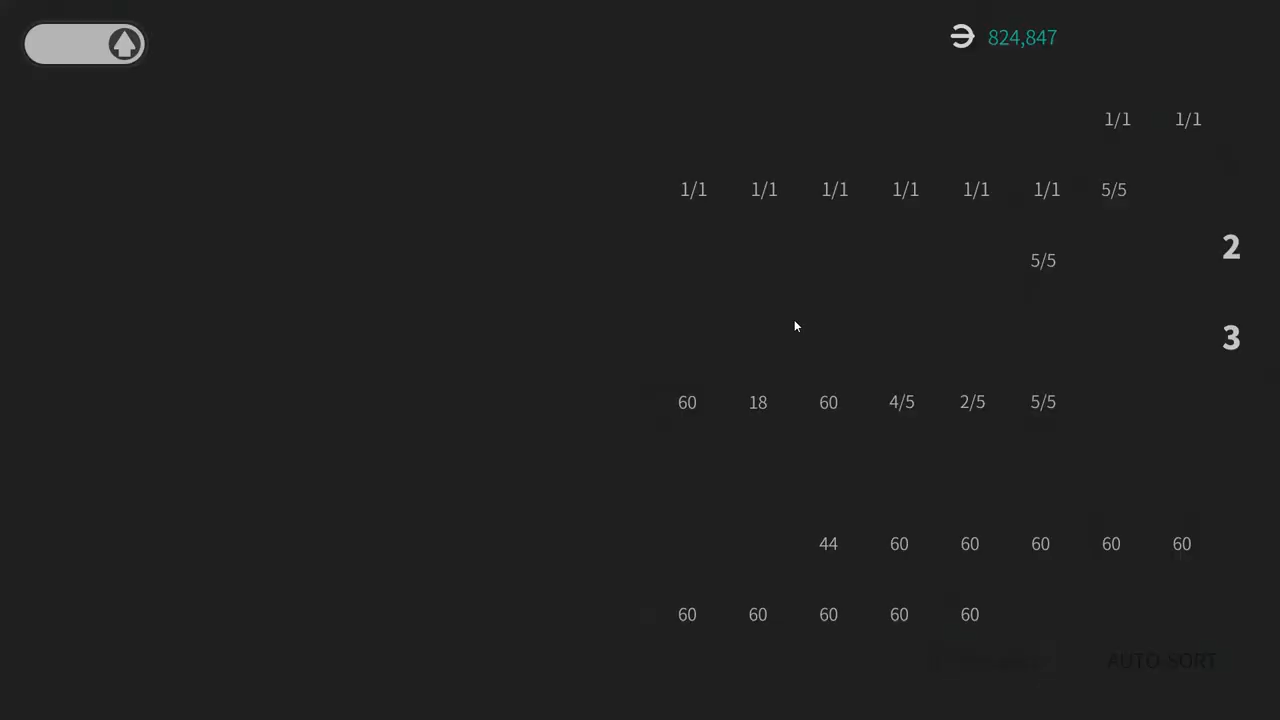 824,847
1/1 1/1
1/1 1/1 1/1 1/1 1/1 1/1 5/5
2
5/5
3
60 18 60 4/5 2/5 5/5
44 60 60 60 60 60
60 60 60 60 60
AUTO SORT